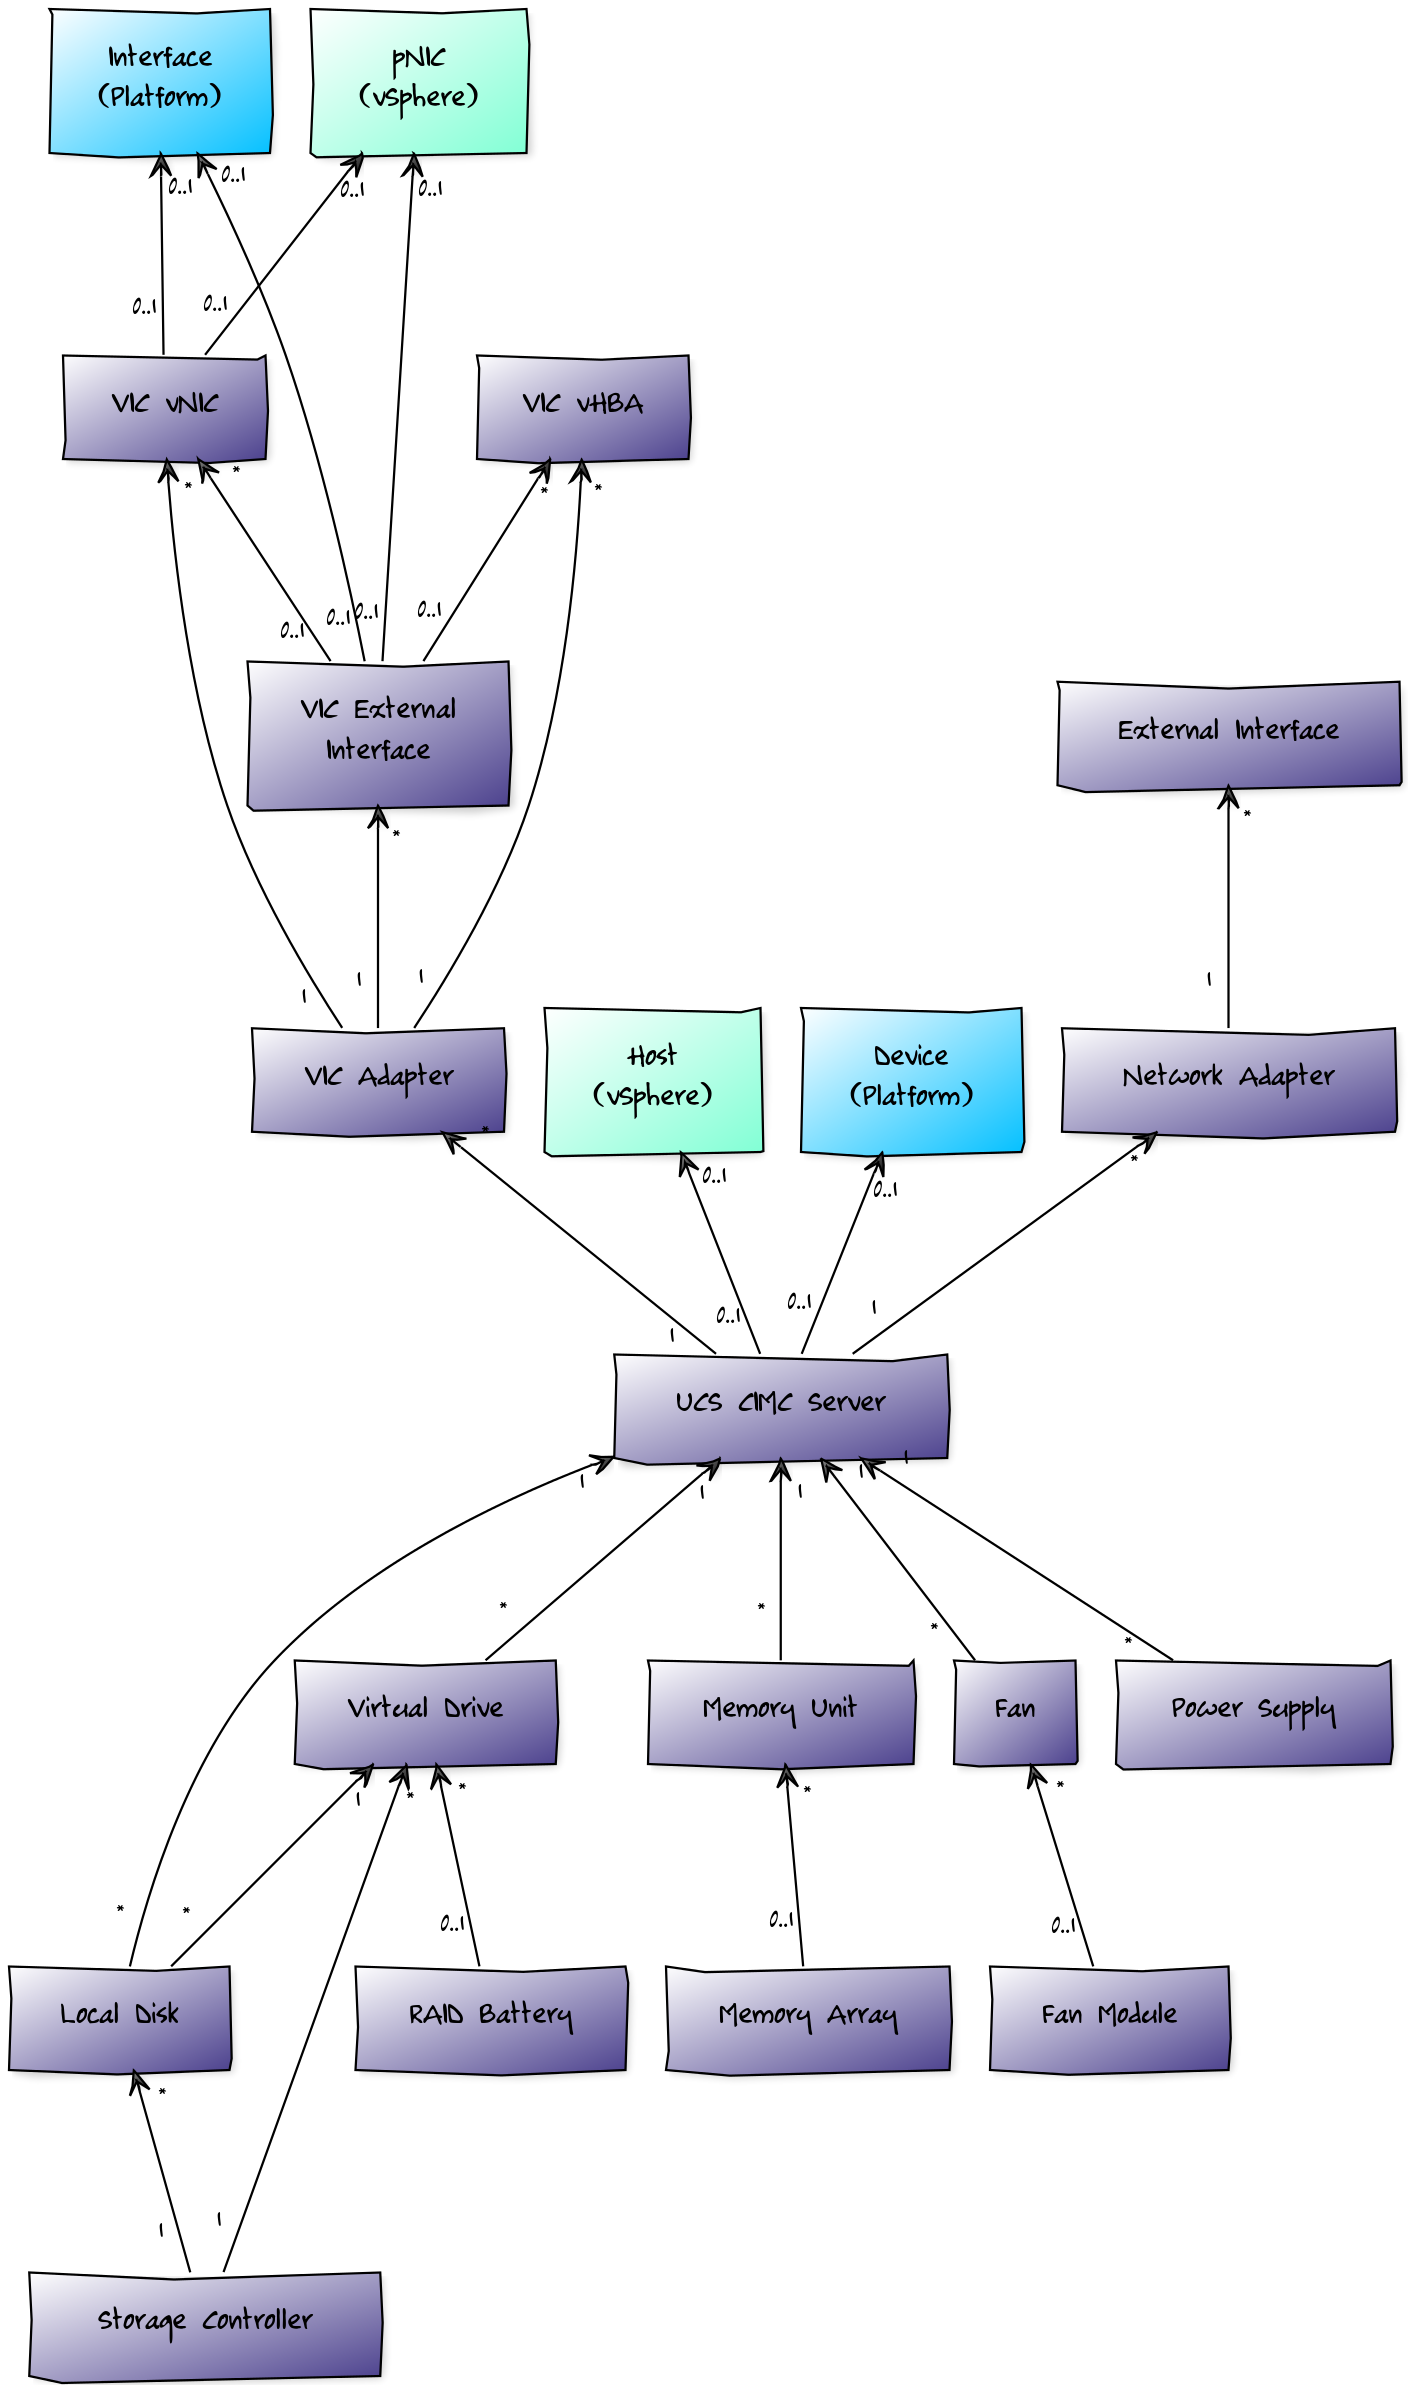 Interface
(Platform)
pNIC
(vSphere)
0..1
0..1
0..1
0..1
0..1
0..1
VIC vNIC
VIC vHBA
*
*
*
*
0..1
0..1
0..1
0..1
VIC External
Interface
External Interface
*
*
1
1
1
1
VIC Adapter
Host
(vSphere)
Device
(Platform)
Network Adapter
*
0..1
0..1
*
1
0..1
0..1
1
UCS CIMC Server
1
1
1
1
1
*
*
*
*
Virtual Drive
Memory Unit
Fan
Power Supply
1
*
*
*
*
*
*
0..1
0..1
0..1
Local Disk
RAID Battery
Memory Array
Fan Module
*
1
1
Storage Controller